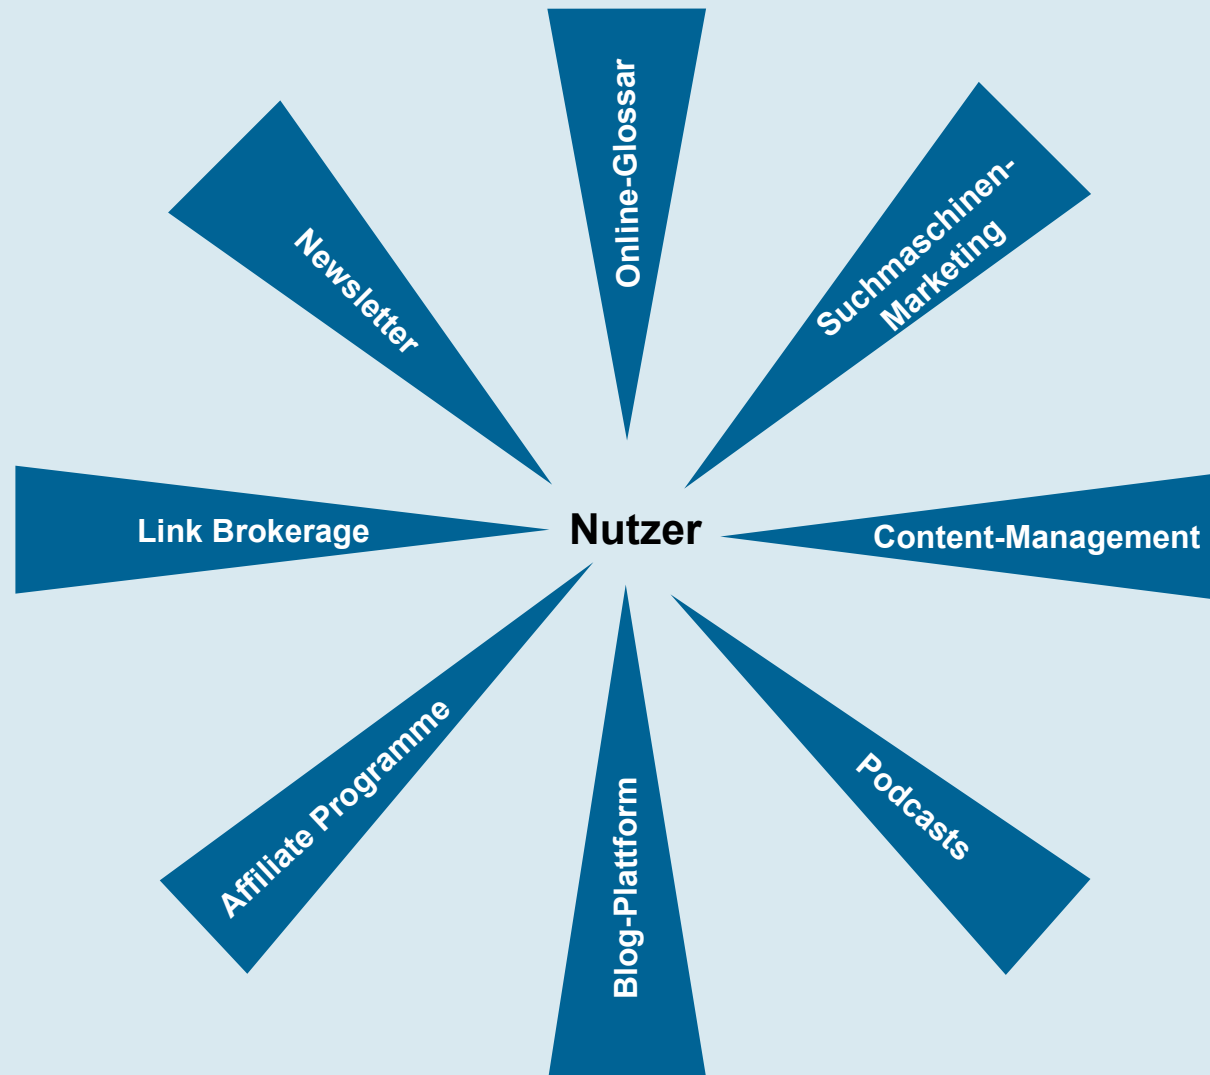 Online-Glossar
Suchmaschinen-
Marketing
Newsletter
Link Brokerage
Nutzer
Content-Management
Affiliate Programme
Podcasts
Blog-Plattform